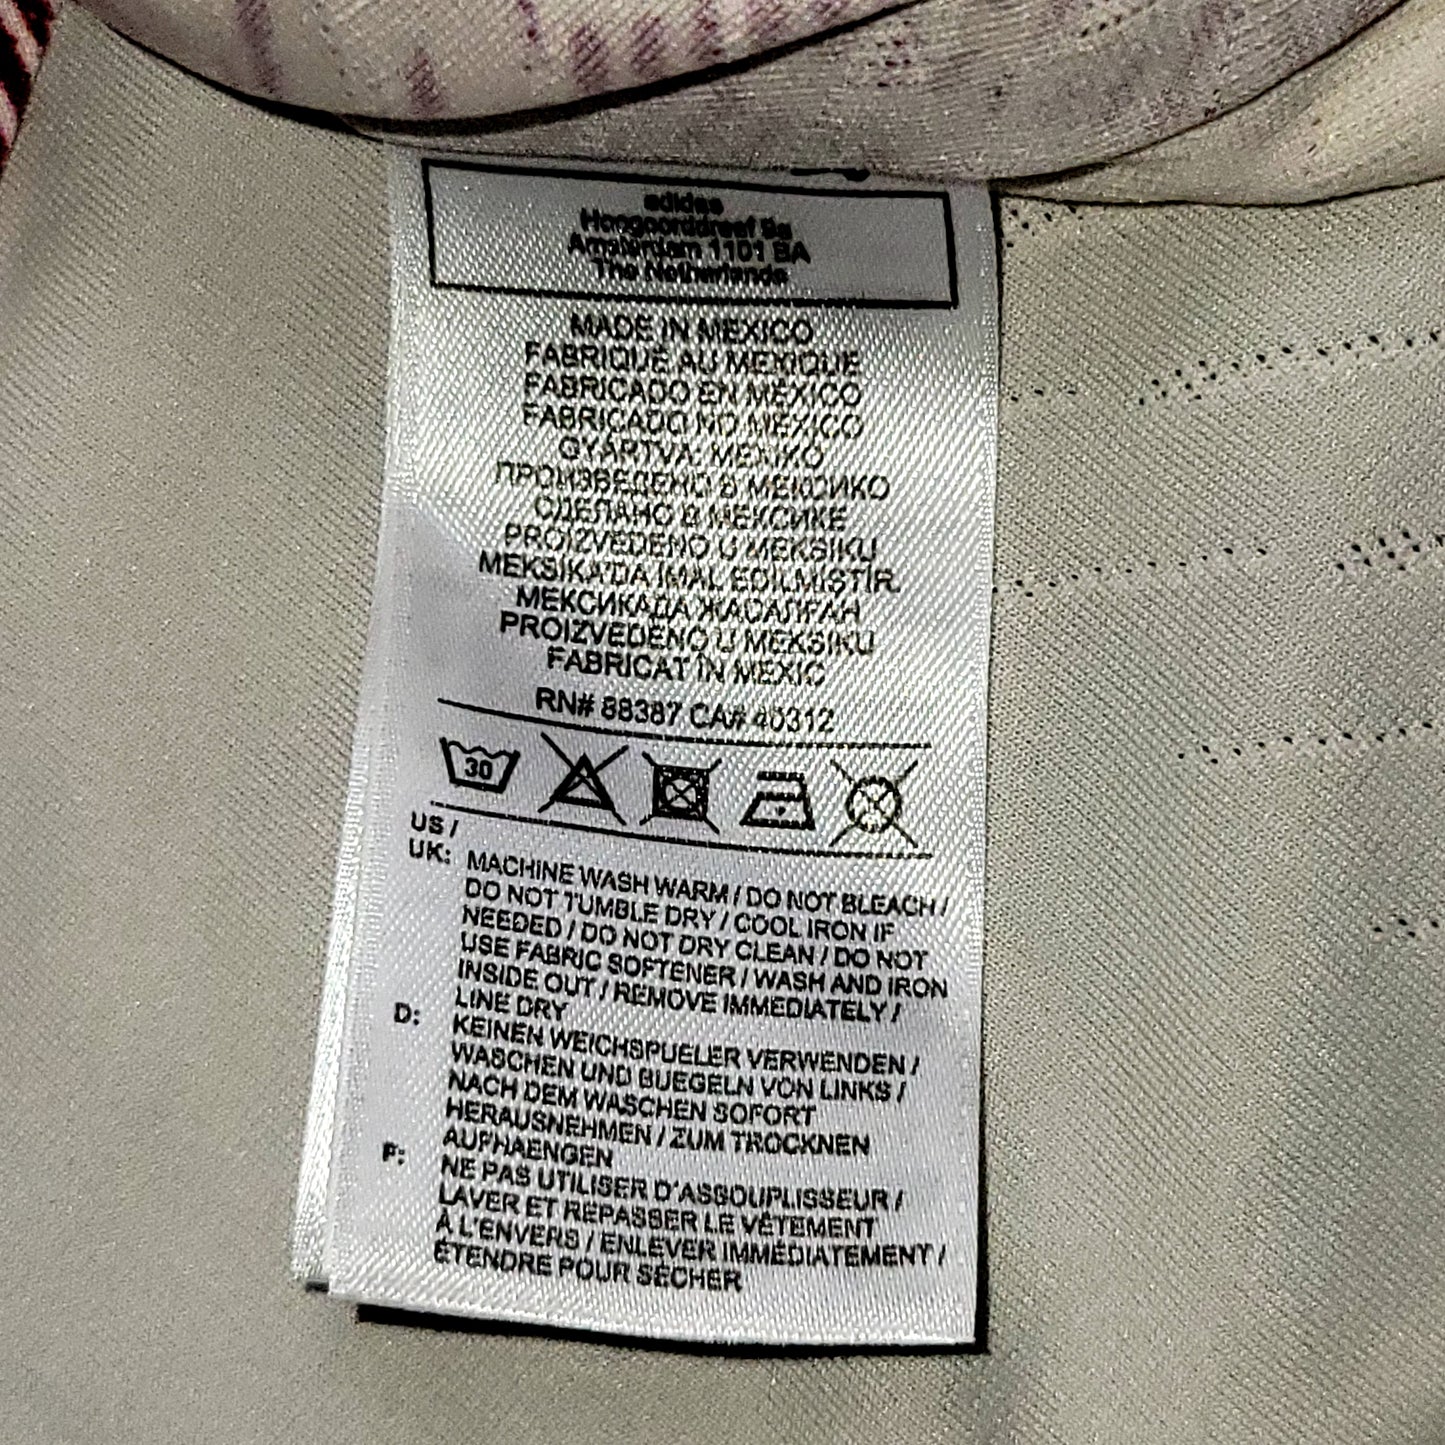 adidas
Hoogoorddreef 9a
Amsterdam 1101 BA
The Netherlands
MADE IN MEXICO
FABRIQUÉ AU MEXIQUE
FABRICADO EN MÉXICO
FABRICADO NO MÉXICO
GYÁRTVA: MEXIKÓ
ПРОИЗВЕДЕНО В МЕКСИКО
СДЕЛАНО В МЕКСИКЕ
PROIZVEDENO U MEKSIKU
MEKSIKA'DA İMAL EDİLMİŞTİR.
МЕКСИКАДА ЖАСАЛҒАН
PROIZVEDENO U MEKSIKU
FABRICAT ÎN MEXIC
RN# 88387 CA# 40312
30
US /
UK: MACHINE WASH WARM / DO NOT BLEACH /
DO NOT TUMBLE DRY / COOL IRON IF
NEEDED / DO NOT DRY CLEAN / DO NOT
USE FABRIC SOFTENER / WASH AND IRON
INSIDE OUT / REMOVE IMMEDIATELY /
LINE DRY
D: KEINEN WEICHSPUELER VERWENDEN /
WASCHEN UND BUEGELN VON LINKS /
NACH DEM WASCHEN SOFORT
HERAUSNEHMEN / ZUM TROCKNEN
AUFHAENGEN
F: NE PAS UTILISER D'ASSOUPLISSEUR /
LAVER ET REPASSER LE VÊTEMENT
À L'ENVERS / ENLEVER IMMÉDIATEMENT /
ÉTENDRE POUR SÉCHER